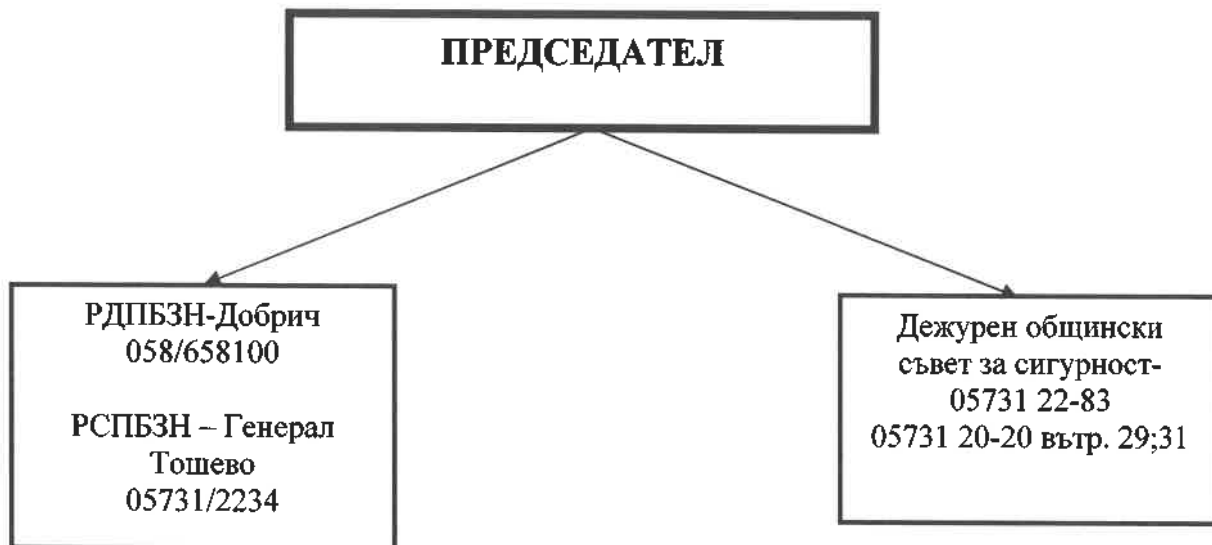 ПРЕДСЕДАТЕЛ
РДПБЗН-Добрич
058/658100
РСПБЗН – Генерал
Тошево
05731/2234
Дежурен общински
съвет за сигурност-
05731 22-83
05731 20-20 вътр. 29;31